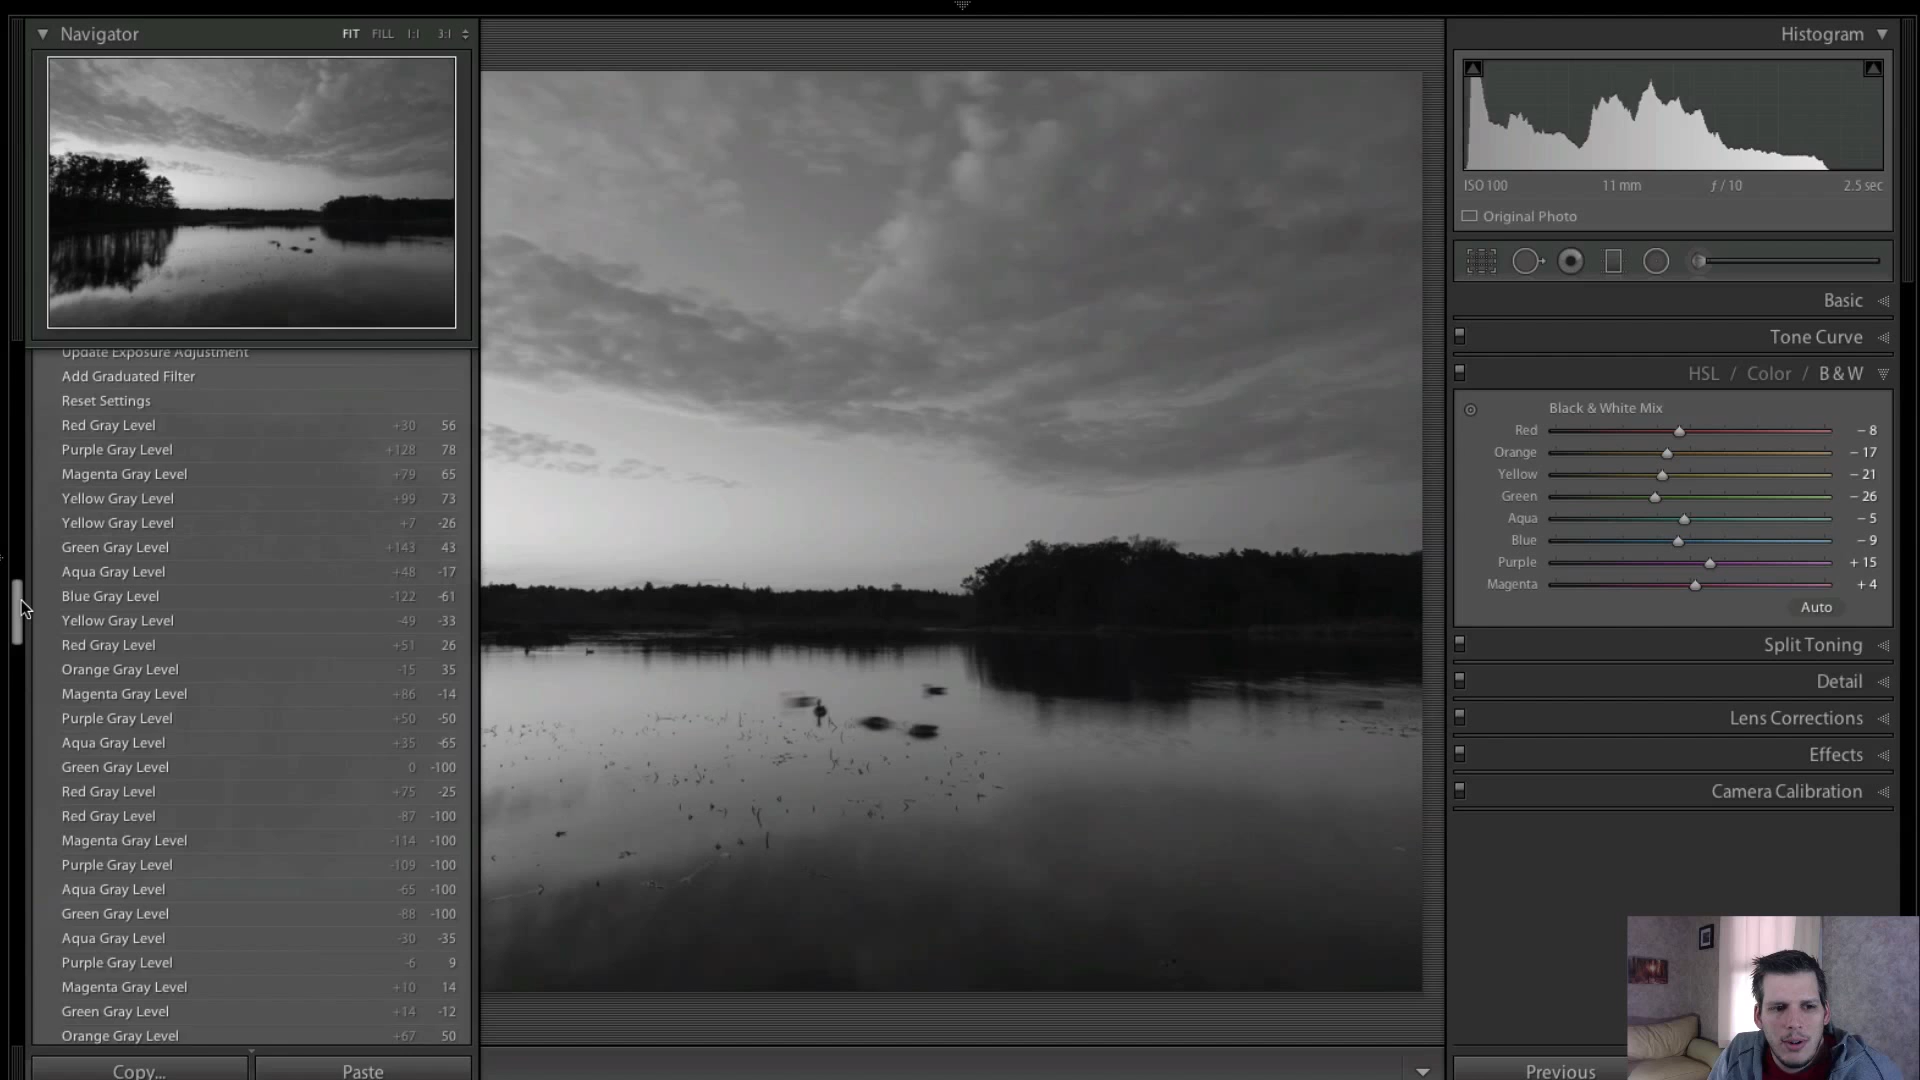 Navigator FIT FILL 1:1 3:1
Update Exposure Adjustment
Add Graduated Filter
Reset Settings
Red Gray Level +30 56
Purple Gray Level +128 78
Magenta Gray Level +79 65
Yellow Gray Level +99 73
Yellow Gray Level +7 -26
Green Gray Level +143 43
Aqua Gray Level +48 -17
Blue Gray Level -122 -61
Yellow Gray Level -49 -33
Red Gray Level +51 26
Orange Gray Level -15 35
Magenta Gray Level +86 -14
Purple Gray Level +50 -50
Aqua Gray Level +35 -65
Green Gray Level 0 -100
Red Gray Level +75 -25
Red Gray Level -87 -100
Magenta Gray Level -114 -100
Purple Gray Level -109 -100
Aqua Gray Level -65 -100
Green Gray Level -88 -100
Aqua Gray Level -30 -35
Purple Gray Level -6 9
Magenta Gray Level +10 14
Green Gray Level +14 -12
Orange Gray Level +67 50
Copy... Paste
Histogram
ISO 100 11 mm ƒ / 10 2.5 sec
Original Photo
Basic
Tone Curve
HSL / Color / B & W
Black & White Mix
Red - 8
Orange - 17
Yellow - 21
Green - 26
Aqua - 5
Blue - 9
Purple + 15
Magenta + 4
Auto
Split Toning
Detail
Lens Corrections
Effects
Camera Calibration
Previous